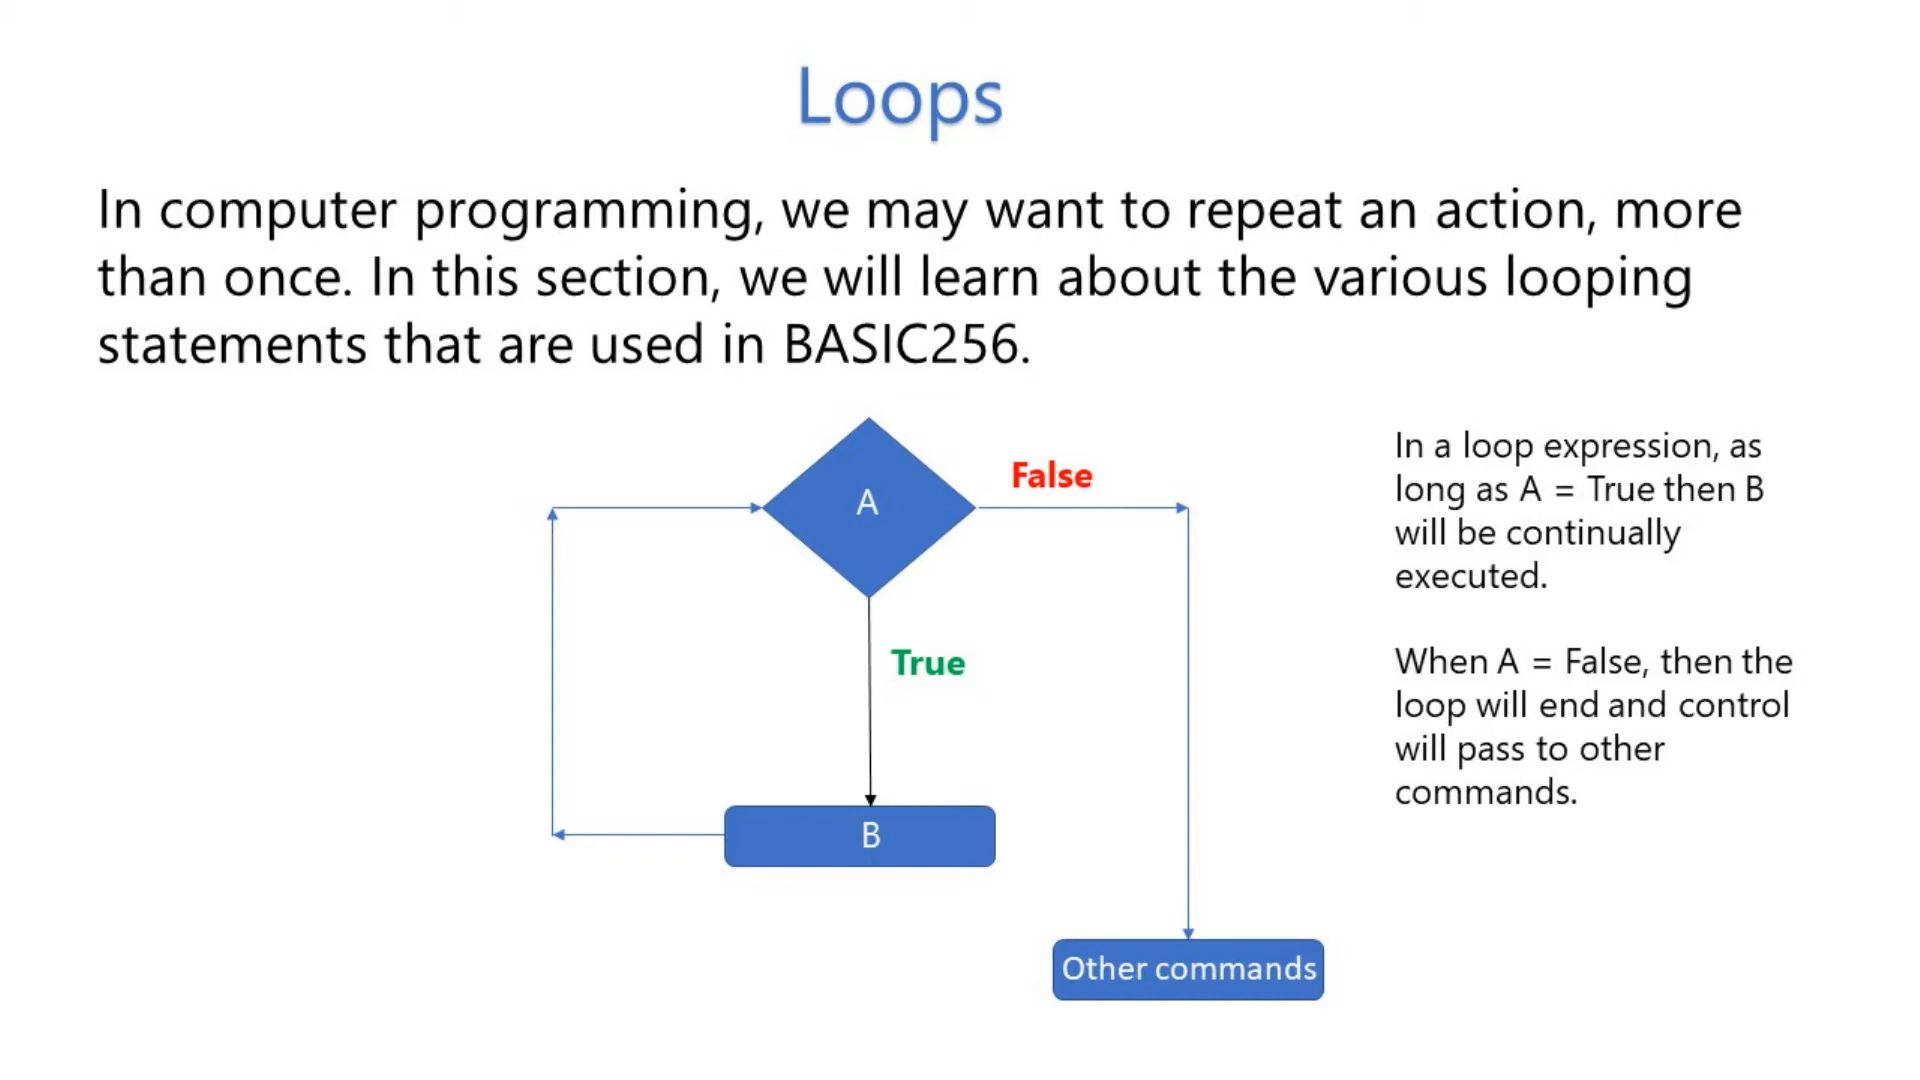 Loops
In computer programming, we may want to repeat an action, more
than once. In this section, we will learn about the various looping
statements that are used in BASIC256.
A
False
True
B
Other commands
In a loop expression, as
long as A = True then B
will be continually
executed.
When A = False, then the
loop will end and control
will pass to other
commands.